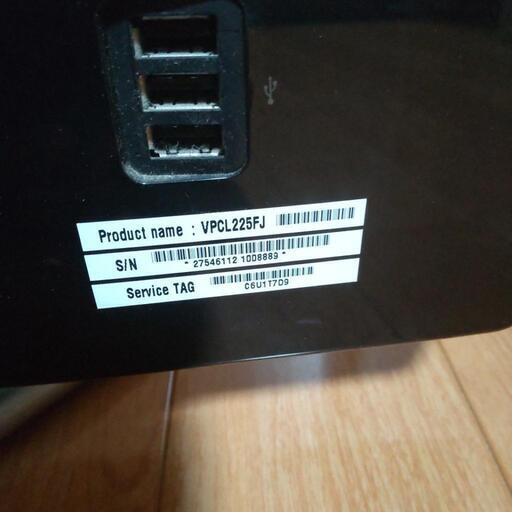 Product name : VPCL225FJ
S/N * 27546112 1008889 *
Service TAG C6U1T7D9